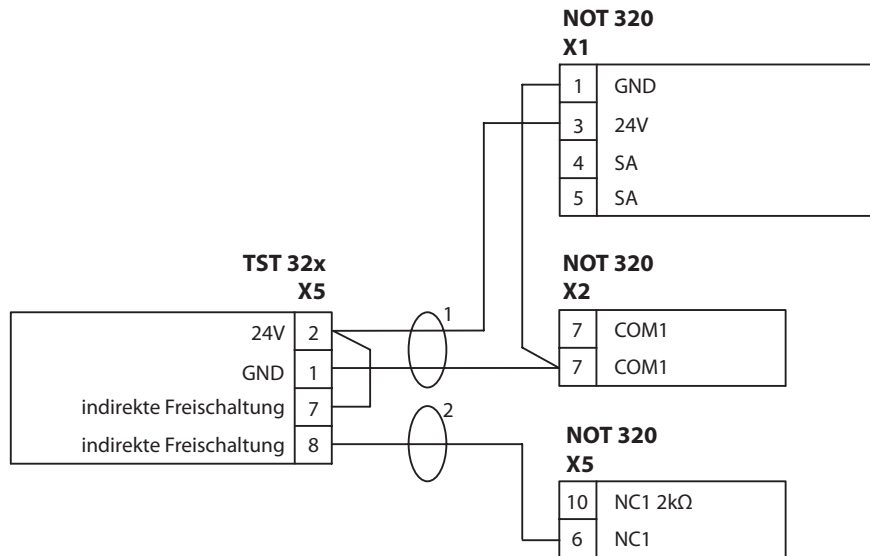 NOT 320
X1
1 GND
3 24V
4 SA
5 SA
TST 32x
X5
24V 2
GND 1
indirekte Freischaltung 7
indirekte Freischaltung 8
1
2
NOT 320
X2
7 COM1
7 COM1
NOT 320
X5
10 NC1 2kΩ
6 NC1